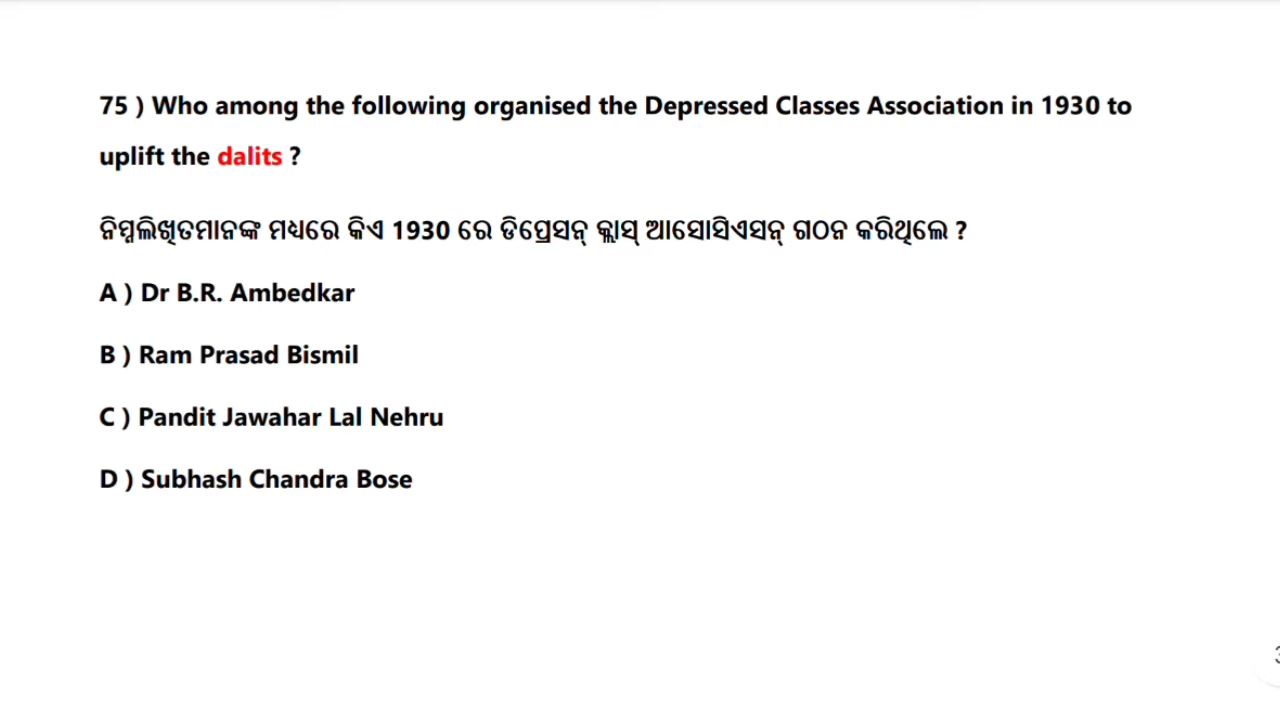 75 ) Who among the following organised the Depressed Classes Association in 1930 to
uplift the dalits ?
ନିମ୍ନଲିଖିତମାନଙ୍କ ମଧ୍ୟରେ କିଏ 1930 ରେ ଡିପ୍ରେସନ୍ କ୍ଲାସ୍ ଆସୋସିଏସନ୍ ଗଠନ କରିଥିଲେ ?
A ) Dr B.R. Ambedkar
B ) Ram Prasad Bismil
C ) Pandit Jawahar Lal Nehru
D ) Subhash Chandra Bose